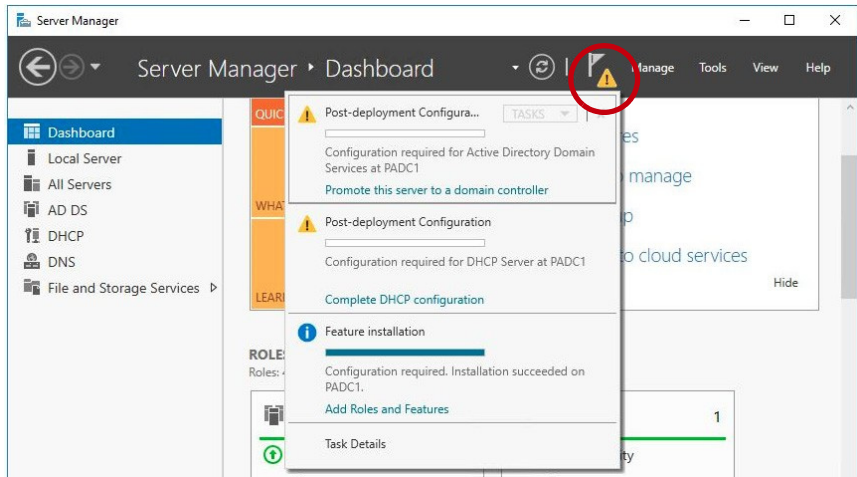 Server Manager
Server Manager • Dashboard
Manage Tools View Help
Dashboard
Local Server
All Servers
AD DS
DHCP
DNS
File and Storage Services
QUIC
WHA
LEAR
Post-deployment Configura...
TASKS
Configuration required for Active Directory Domain
Services at PADC1
Promote this server to a domain controller
Post-deployment Configuration
Configuration required for DHCP Server at PADC1
Complete DHCP configuration
Feature installation
Configuration required. Installation succeeded on
PADC1.
Add Roles and Features
Task Details
es
manage
p
to cloud services
Hide
ROLE
Roles:
1
ty